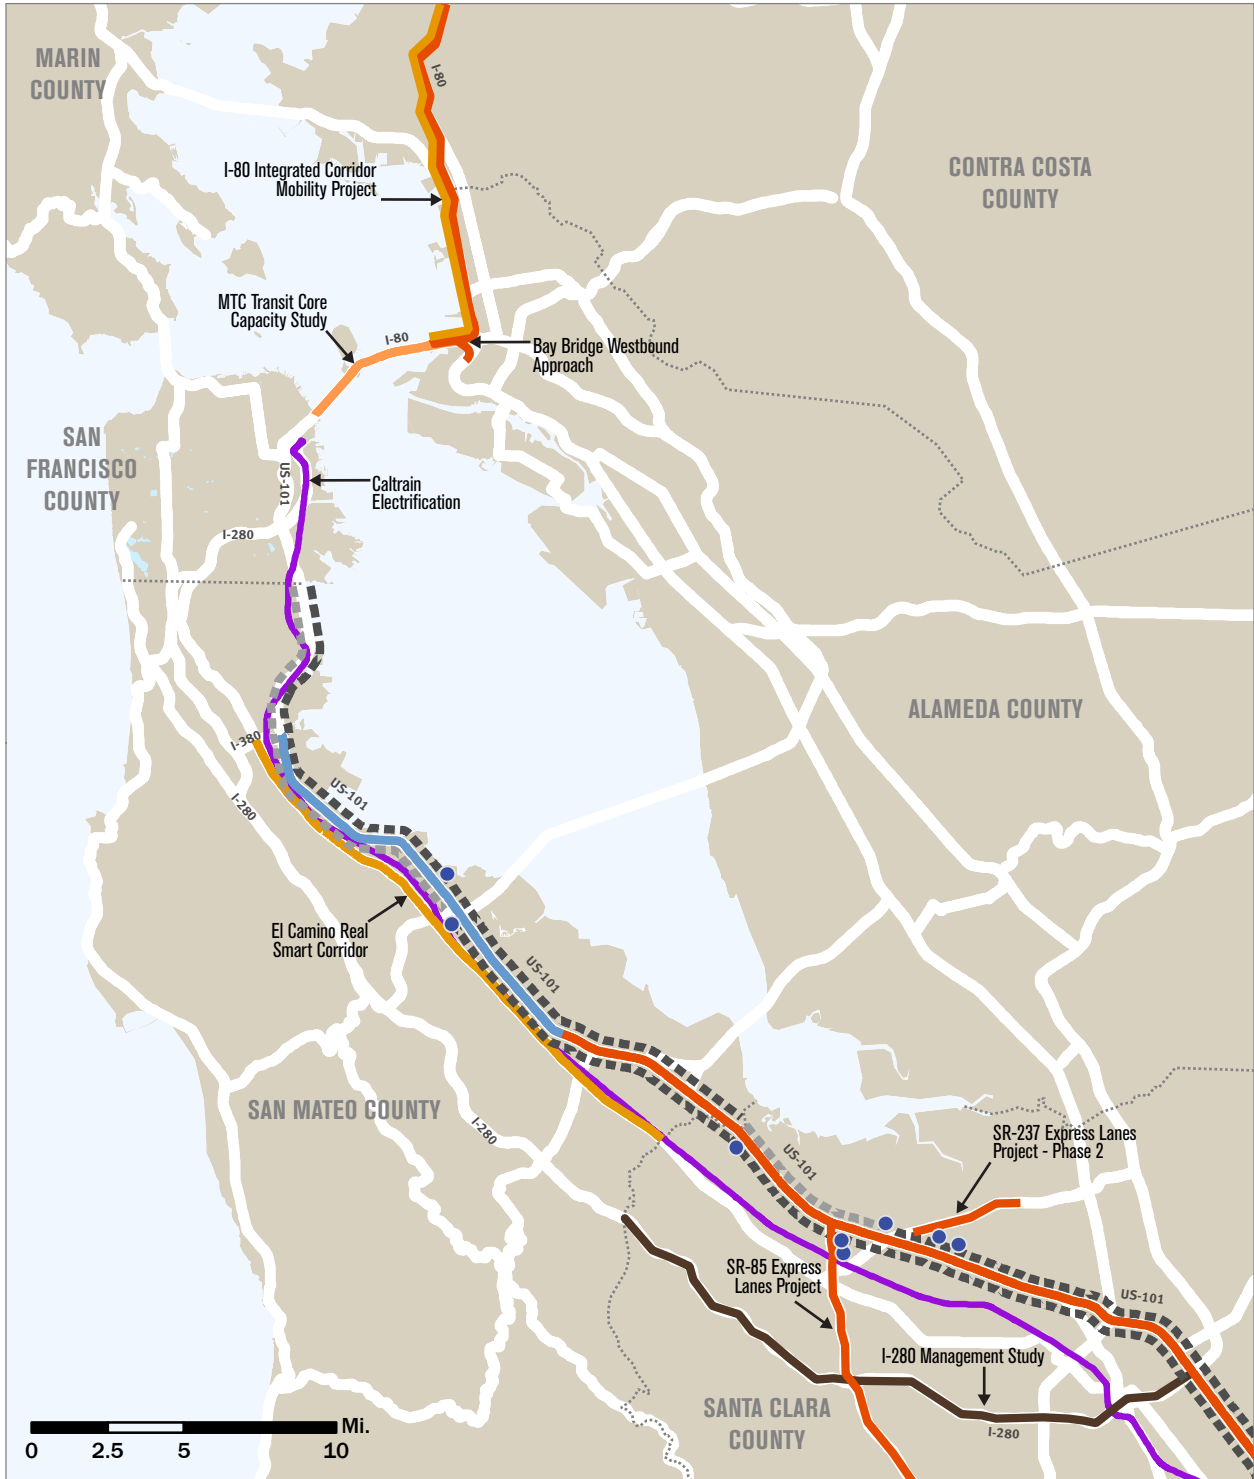 MARIN
COUNTY
I-80
I-80 Integrated Corridor
Mobility Project
CONTRA COSTA
COUNTY
MTC Transit Core
Capacity Study
I-80
Bay Bridge Westbound
Approach
SAN
FRANCISCO
COUNTY
US-101
Caltrain
Electrification
I-280
ALAMEDA COUNTY
I-380
US-101
I-280
El Camino Real
Smart Corridor
US-101
SAN MATEO COUNTY
I-280
SR-237 Express Lanes
Project - Phase 2
US-101
SR-85 Express
Lanes Project
US-101
I-280 Management Study
SANTA CLARA
COUNTY
I-280
Mi.
0 2.5 5 10